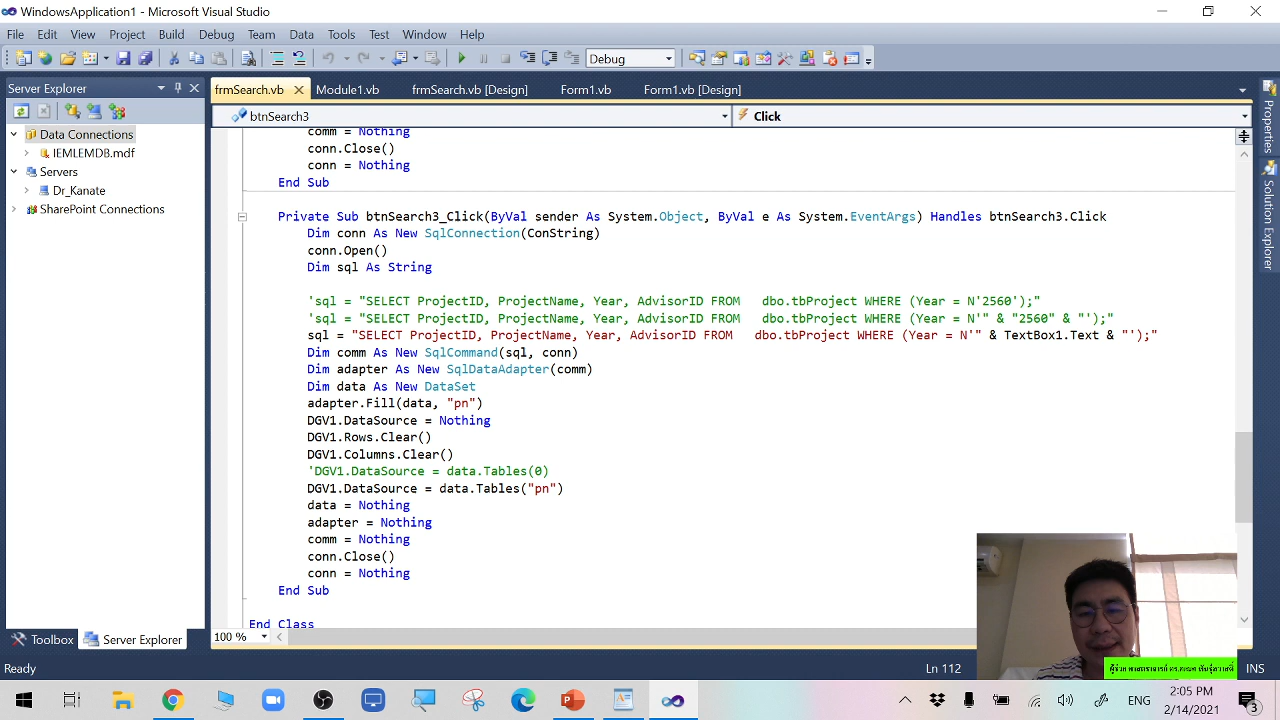 WindowsApplication1 - Microsoft Visual Studio
File Edit View Project Build Debug Team Data Tools Test Window Help
Debug
Server Explorer
frmSearch.vb Module1.vb frmSearch.vb [Design] Form1.vb Form1.vb [Design]
btnSearch3 Click
Data Connections
IEMLEMDB.mdf
Servers
Dr_Kanate
SharePoint Connections
comm = Nothing
conn.Close()
conn = Nothing
End Sub
Private Sub btnSearch3_Click(ByVal sender As System.Object, ByVal e As System.EventArgs) Handles btnSearch3.Click
Dim conn As New SqlConnection(ConString)
conn.Open()
Dim sql As String
'sql = "SELECT ProjectID, ProjectName, Year, AdvisorID FROM   dbo.tbProject WHERE (Year = N'2560');"
'sql = "SELECT ProjectID, ProjectName, Year, AdvisorID FROM   dbo.tbProject WHERE (Year = N'" & "2560" & "');"
sql = "SELECT ProjectID, ProjectName, Year, AdvisorID FROM   dbo.tbProject WHERE (Year = N'" & TextBox1.Text & "');"
Dim comm As New SqlCommand(sql, conn)
Dim adapter As New SqlDataAdapter(comm)
Dim data As New DataSet
adapter.Fill(data, "pn")
DGV1.DataSource = Nothing
DGV1.Rows.Clear()
DGV1.Columns.Clear()
'DGV1.DataSource = data.Tables(0)
DGV1.DataSource = data.Tables("pn")
data = Nothing
adapter = Nothing
comm = Nothing
conn.Close()
conn = Nothing
End Sub
End Class
Properties
Solution Explorer
100 %
Toolbox Server Explorer
Ready Ln 112 INS
ENG
2:05 PM
2/14/2021
3